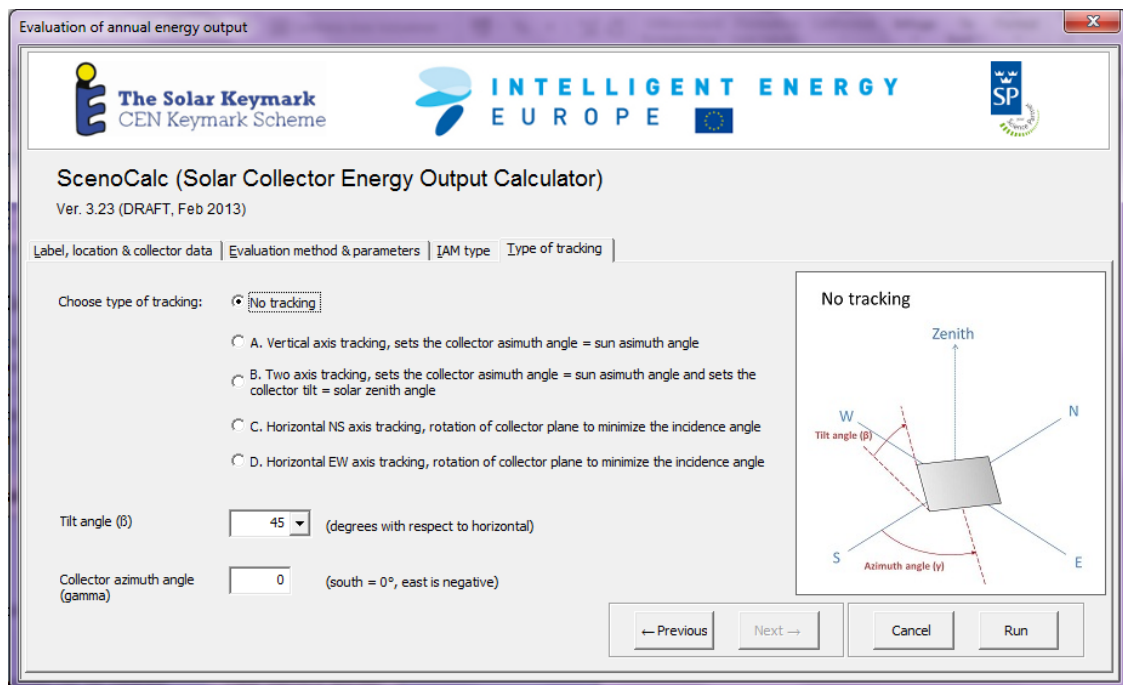 Evaluation of annual energy output
x
The Solar Keymark
CEN Keymark Scheme
INTELLIGENT ENERGY
EUROPE
SP
Science Partner
ScenoCalc (Solar Collector Energy Output Calculator)
Ver. 3.23 (DRAFT, Feb 2013)
Label, location & collector data
Evaluation method & parameters
IAM type
Type of tracking
Choose type of tracking:
No tracking
A. Vertical axis tracking, sets the collector asimuth angle = sun asimuth angle
B. Two axis tracking, sets the collector asimuth angle = sun asimuth angle and sets the
collector tilt = solar zenith angle
C. Horizontal NS axis tracking, rotation of collector plane to minimize the incidence angle
D. Horizontal EW axis tracking, rotation of collector plane to minimize the incidence angle
Tilt angle (β)
45
(degrees with respect to horizontal)
Collector azimuth angle
(gamma)
0
(south = 0°, east is negative)
No tracking
Zenith
W
N
Tilt angle (β)
S
Azimuth angle (γ)
E
←Previous
Next →
Cancel
Run